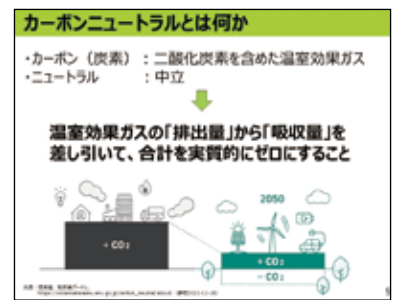 カーボンニュートラルとは何か
・カーボン（炭素）：二酸化炭素を含めた温室効果ガス
・ニュートラル　　：中立
温室効果ガスの「排出量」から「吸収量」を
差し引いて、合計を実質的にゼロにすること
2050
+ CO₂
+ CO₂
− CO₂